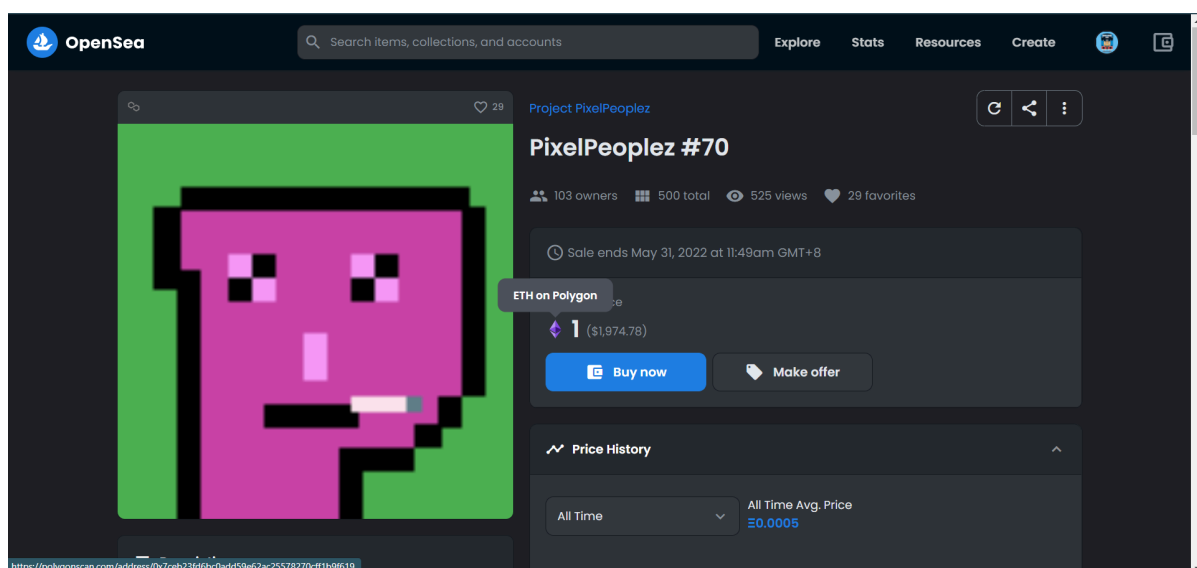 OpenSea
Search items, collections, and accounts
Explore Stats Resources Create
29
Project PixelPeoplez
PixelPeoplez #70
103 owners 500 total 525 views 29 favorites
Sale ends May 31, 2022 at 11:49am GMT+8
ETH on Polygon
1 ($1,974.78)
Buy now Make offer
Price History
All Time
All Time Avg. Price
Ξ0.0005